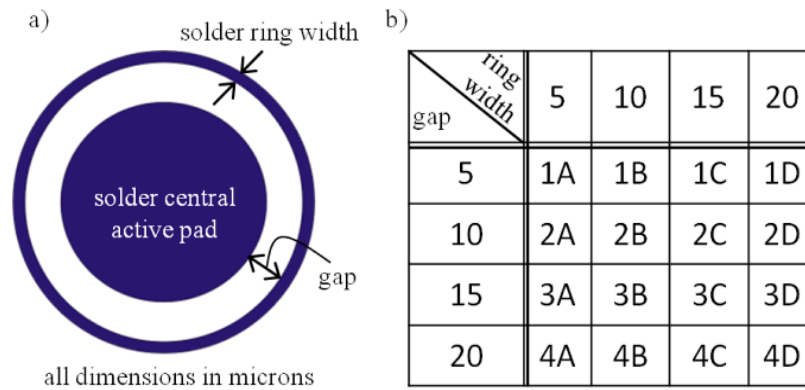 a)
solder ring width
solder central
active pad
gap
all dimensions in microns
b)
ring
width
gap
5 10 15 20
5 1A 1B 1C 1D
10 2A 2B 2C 2D
15 3A 3B 3C 3D
20 4A 4B 4C 4D